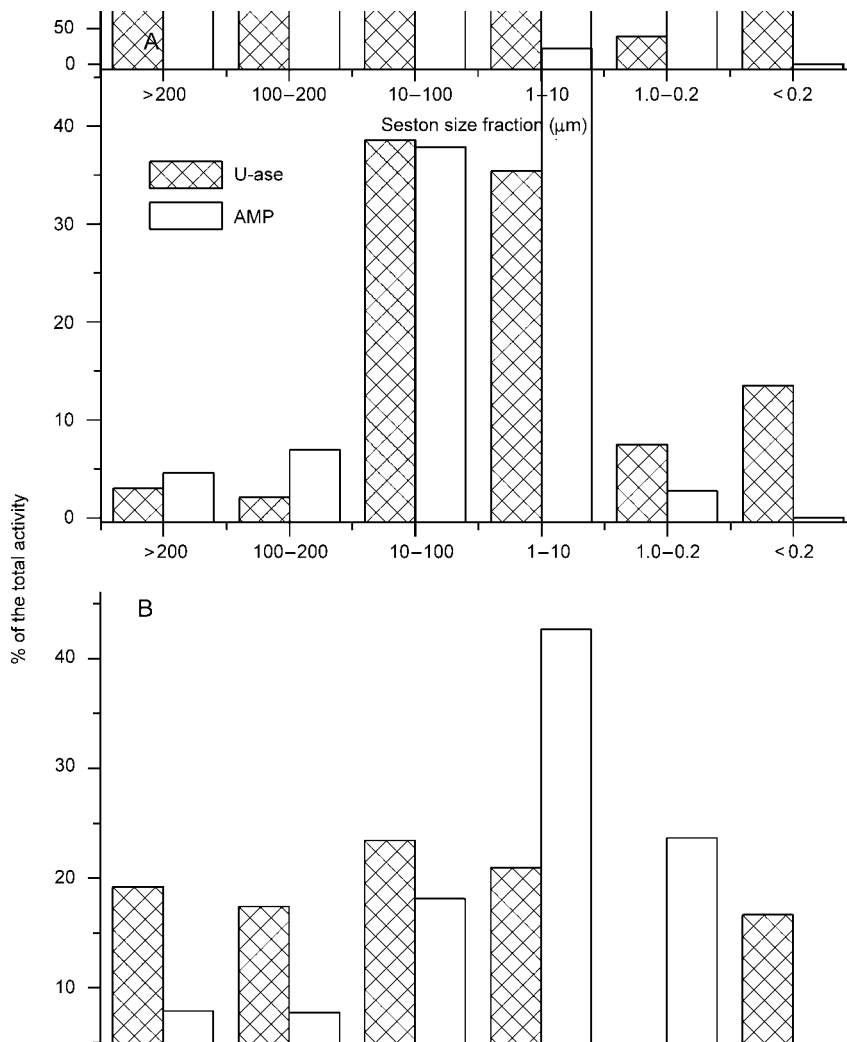 50
A
0
>200 100–200 10–100 1–10 1.0–0.2 <0.2
Seston size fraction (μm)
40
U-ase
AMP
30
20
10
0
>200 100–200 10–100 1–10 1.0–0.2 <0.2
% of the total activity
B
40
30
20
10